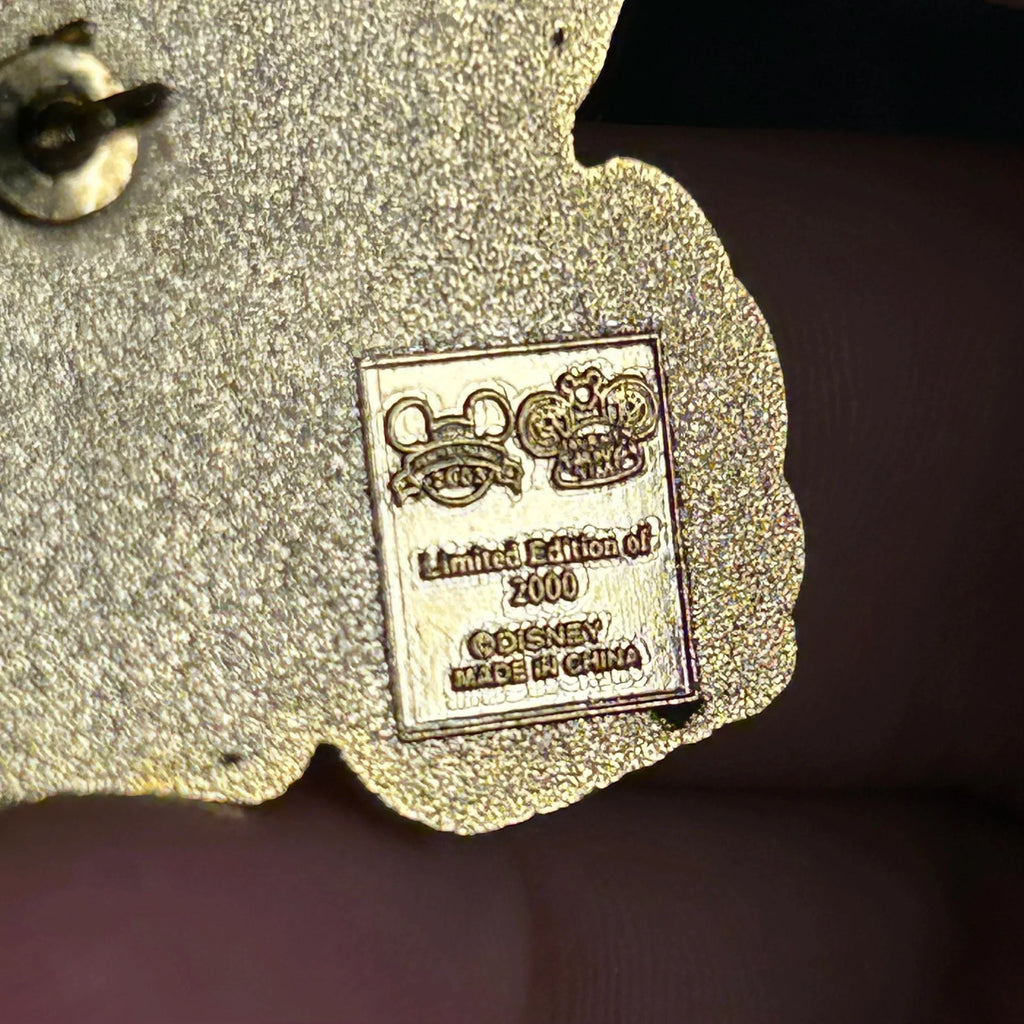 Limited Edition of
2000
©DISNEY
MADE IN CHINA